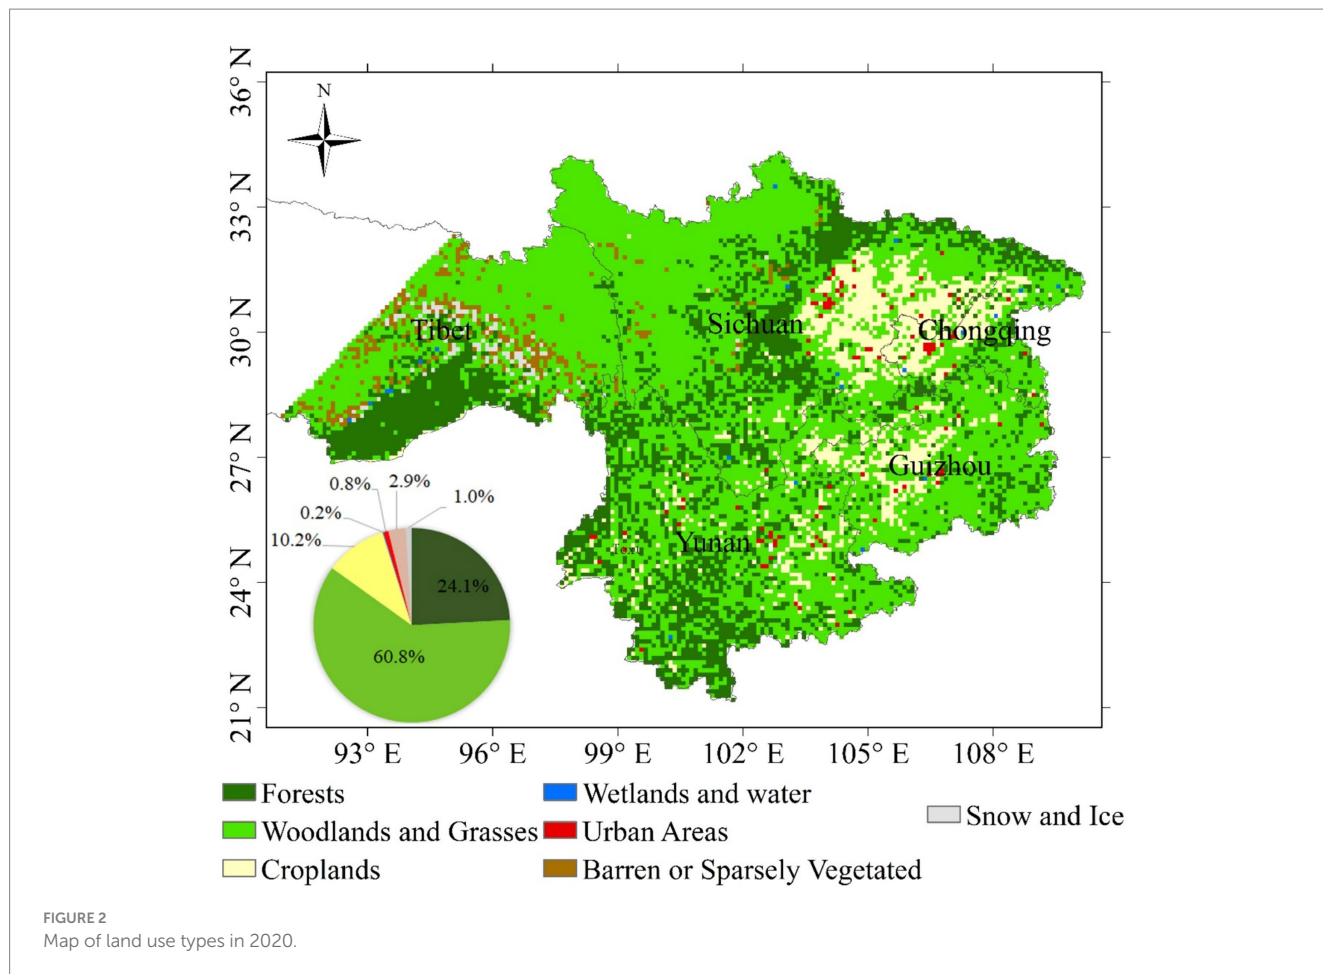 N
36° N
33° N
30° N
27° N
24° N
21° N
Tibet
Sichuan
Chongqing
Guizhou
Yunan
Text
0.8%
2.9%
1.0%
0.2%
10.2%
24.1%
60.8%
93° E
96° E
99° E
102° E
105° E
108° E
Forests
Wetlands and water
Snow and Ice
Woodlands and Grasses
Urban Areas
Croplands
Barren or Sparsely Vegetated
FIGURE 2
Map of land use types in 2020.